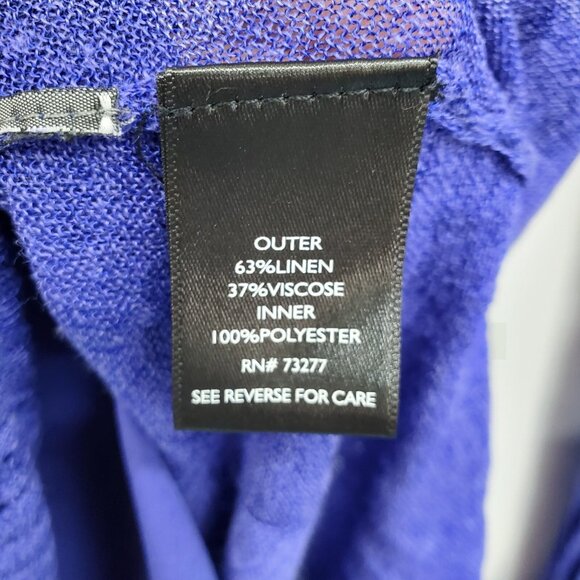 OUTER
63%LINEN
37%VISCOSE
INNER
100%POLYESTER
RN# 73277
SEE REVERSE FOR CARE